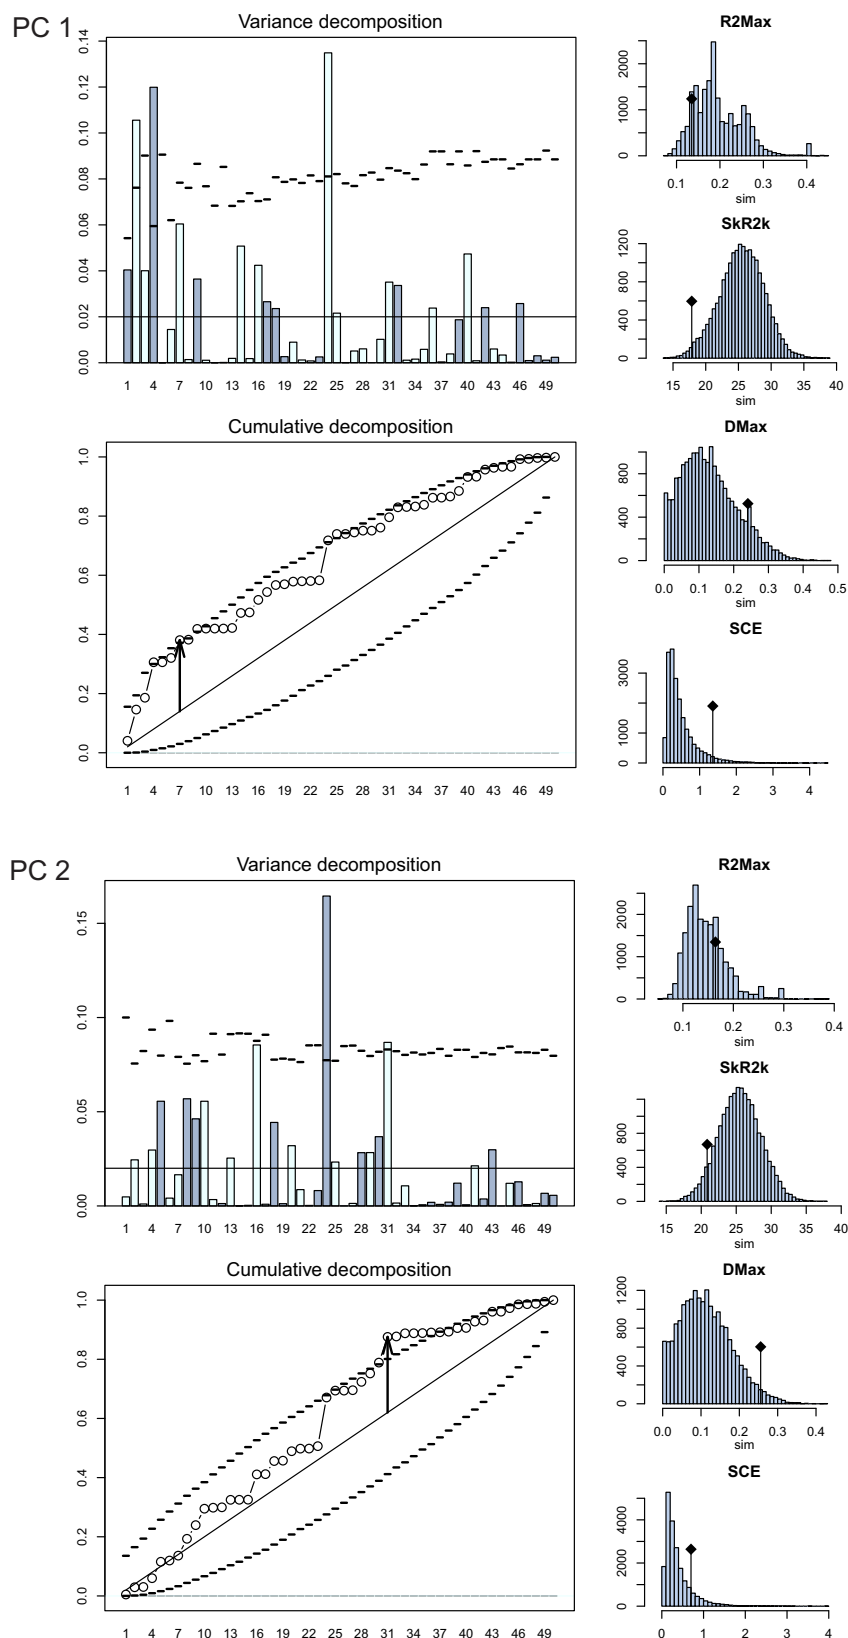 PC 1
Variance decomposition
0.00 0.02 0.04 0.06 0.08 0.10 0.12 0.14
1 4 7 10 13 16 19 22 25 28 31 34 37 40 43 46 49
R2Max
0 1000 2000
0.1 0.2 0.3 0.4
sim
SkR2k
0 400 800 1200
15 20 25 30 35 40
sim
Cumulative decomposition
0.0 0.2 0.4 0.6 0.8 1.0
1 4 7 10 13 16 19 22 25 28 31 34 37 40 43 46 49
DMax
0 400 800
0.0 0.1 0.2 0.3 0.4 0.5
sim
SCE
0 1000 3000
0 1 2 3 4
PC 2
Variance decomposition
0.00 0.05 0.10 0.15
1 4 7 10 13 16 19 22 25 28 31 34 37 40 43 46 49
R2Max
0 1000 2000
0.1 0.2 0.3 0.4
sim
SkR2k
0 400 800
15 20 25 30 35 40
sim
Cumulative decomposition
0.0 0.2 0.4 0.6 0.8 1.0
1 4 7 10 13 16 19 22 25 28 31 34 37 40 43 46 49
DMax
0 400 800 1200
0.0 0.1 0.2 0.3 0.4
sim
SCE
0 2000 4000
0 1 2 3 4